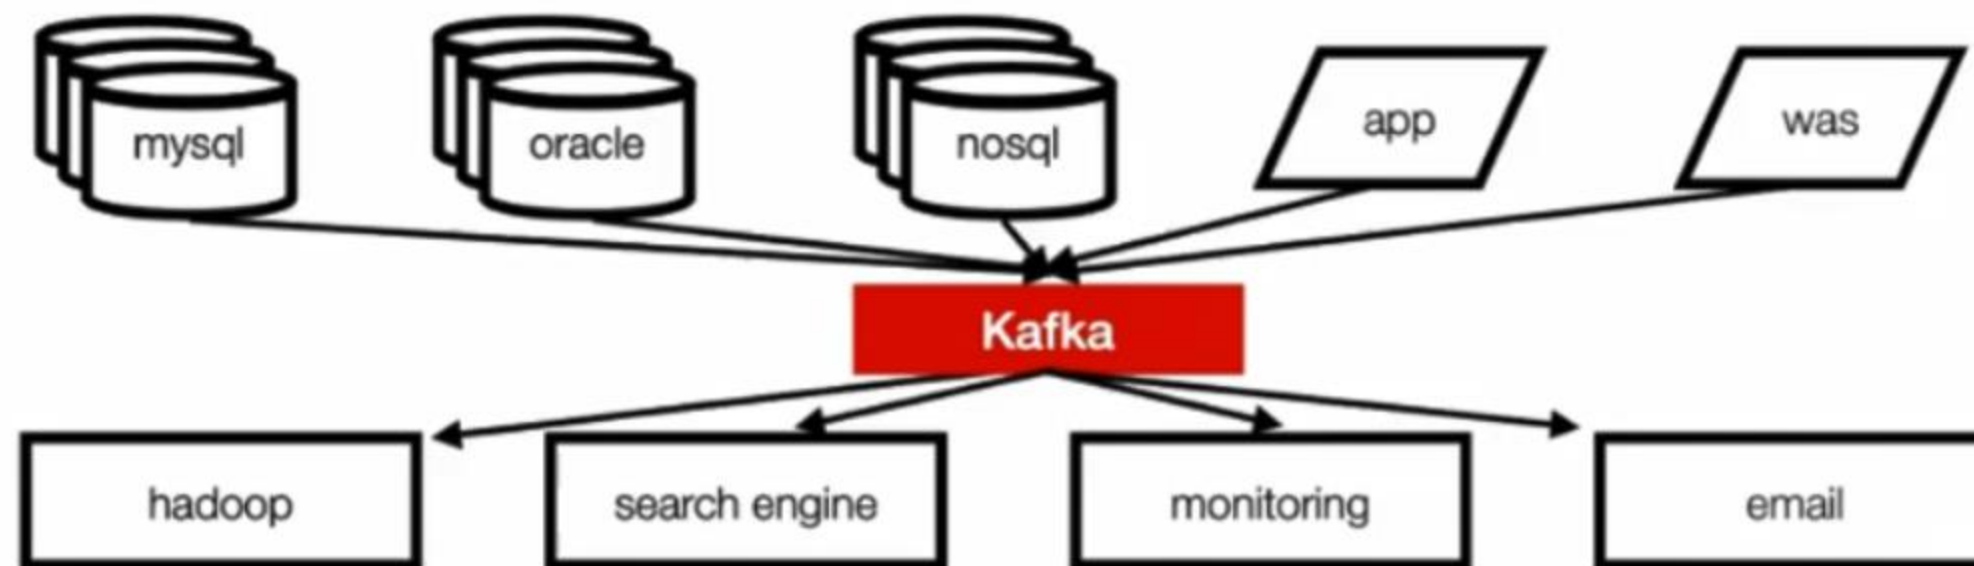 mysql
oracle
nosql
app
was
Kafka
hadoop
search engine
monitoring
email